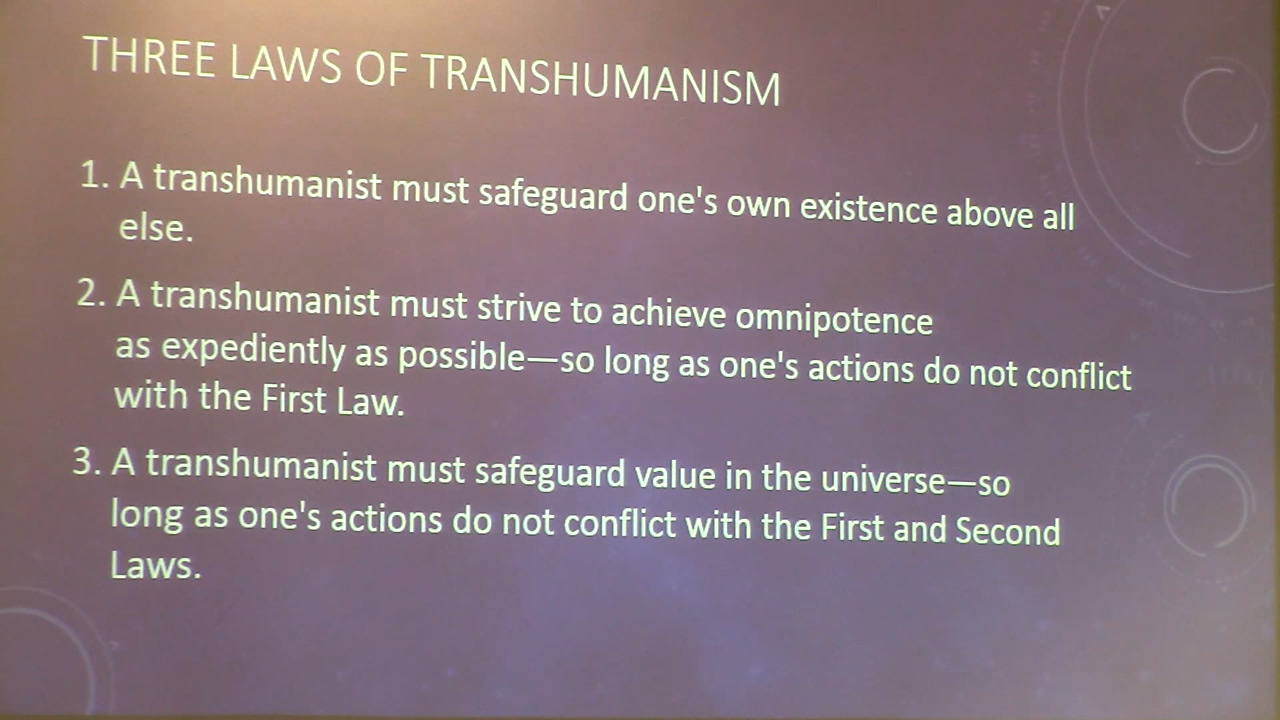 THREE LAWS OF TRANSHUMANISM
1. A transhumanist must safeguard one's own existence above all
else.
2. A transhumanist must strive to achieve omnipotence
as expediently as possible—so long as one's actions do not conflict
with the First Law.
3. A transhumanist must safeguard value in the universe—so
long as one's actions do not conflict with the First and Second
Laws.